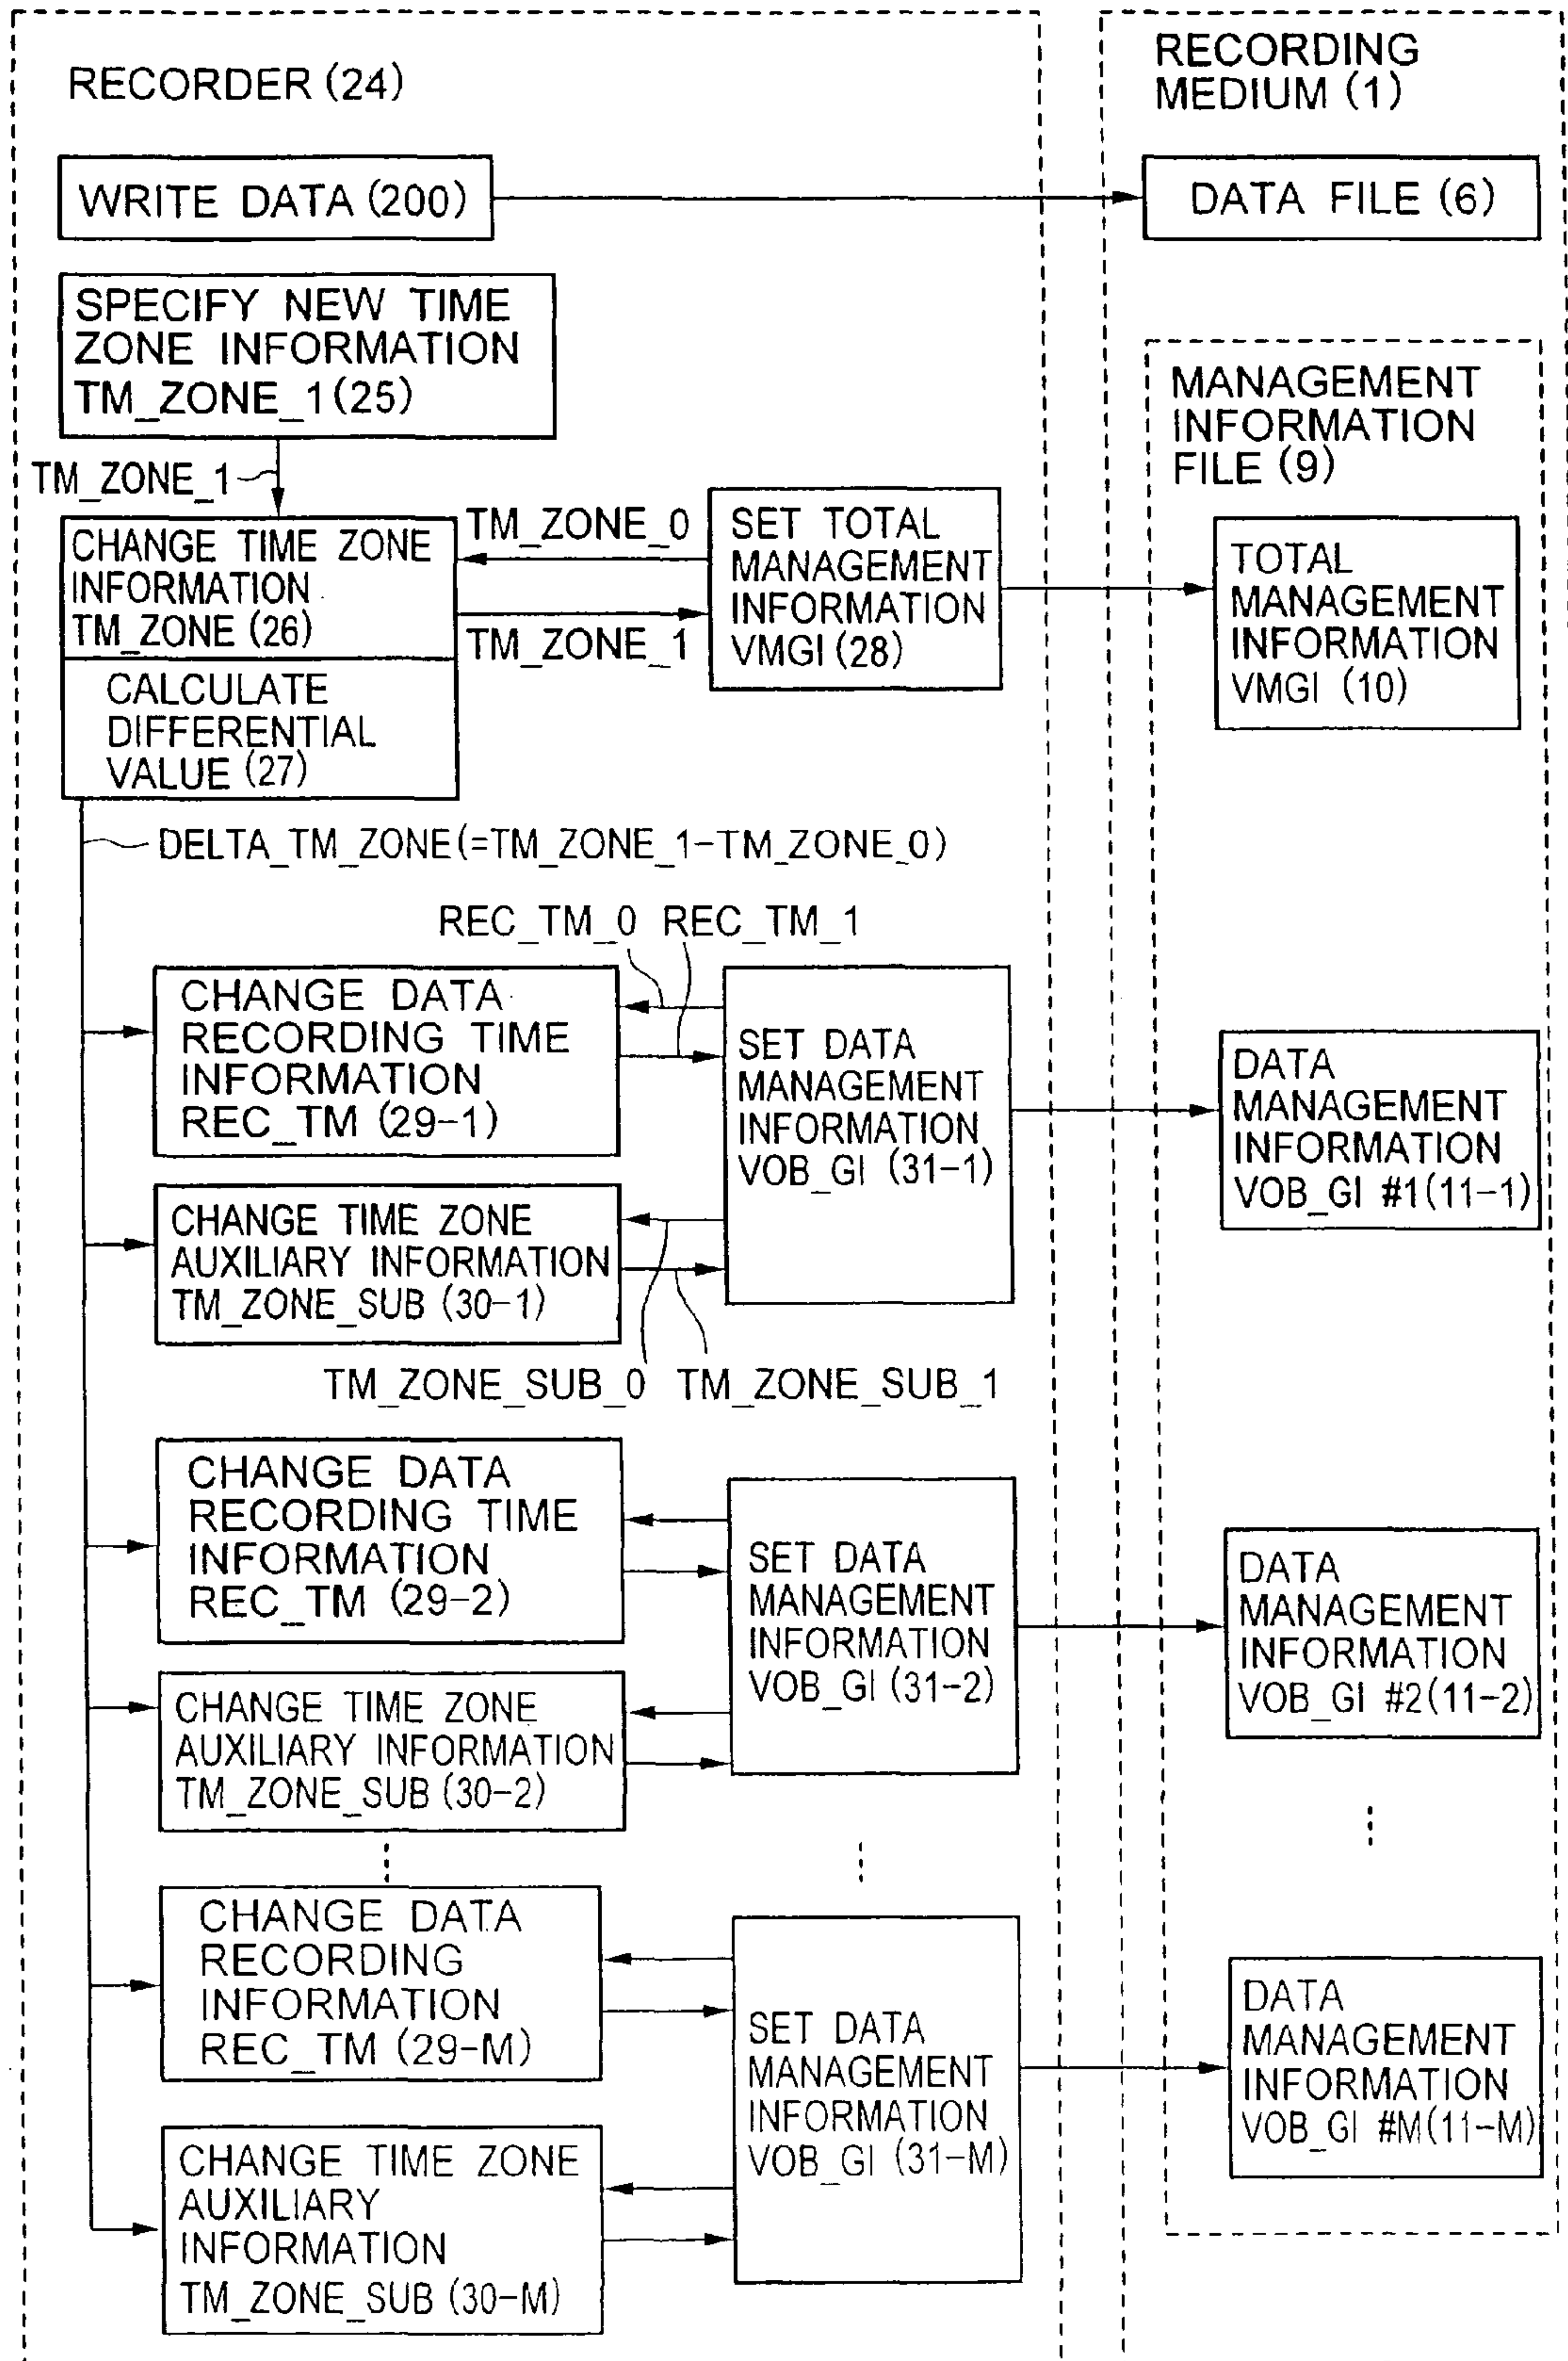 RECORDER (24)
RECORDING
MEDIUM (1)
WRITE DATA (200)
DATA FILE (6)
SPECIFY NEW TIME
ZONE INFORMATION
TM_ZONE_1 (25)
MANAGEMENT
INFORMATION
FILE (9)
TM_ZONE_1
CHANGE TIME ZONE
INFORMATION
TM_ZONE (26)
TM_ZONE_0
TM_ZONE_1
SET TOTAL
MANAGEMENT
INFORMATION
VMGI (28)
TOTAL
MANAGEMENT
INFORMATION
VMGI (10)
CALCULATE
DIFFERENTIAL
VALUE (27)
DELTA_TM_ZONE(=TM_ZONE_1-TM_ZONE_0)
REC_TM_0 REC_TM_1
CHANGE DATA
RECORDING TIME
INFORMATION
REC_TM (29-1)
SET DATA
MANAGEMENT
INFORMATION
VOB_GI (31-1)
DATA
MANAGEMENT
INFORMATION
VOB_GI #1(11-1)
CHANGE TIME ZONE
AUXILIARY INFORMATION
TM_ZONE_SUB (30-1)
TM_ZONE_SUB_0 TM_ZONE_SUB_1
CHANGE DATA
RECORDING TIME
INFORMATION
REC_TM (29-2)
SET DATA
MANAGEMENT
INFORMATION
VOB_GI (31-2)
DATA
MANAGEMENT
INFORMATION
VOB_GI #2(11-2)
CHANGE TIME ZONE
AUXILIARY INFORMATION
TM_ZONE_SUB (30-2)
CHANGE DATA
RECORDING
INFORMATION
REC_TM (29-M)
SET DATA
MANAGEMENT
INFORMATION
VOB_GI (31-M)
DATA
MANAGEMENT
INFORMATION
VOB_GI #M(11-M)
CHANGE TIME ZONE
AUXILIARY
INFORMATION
TM_ZONE_SUB (30-M)